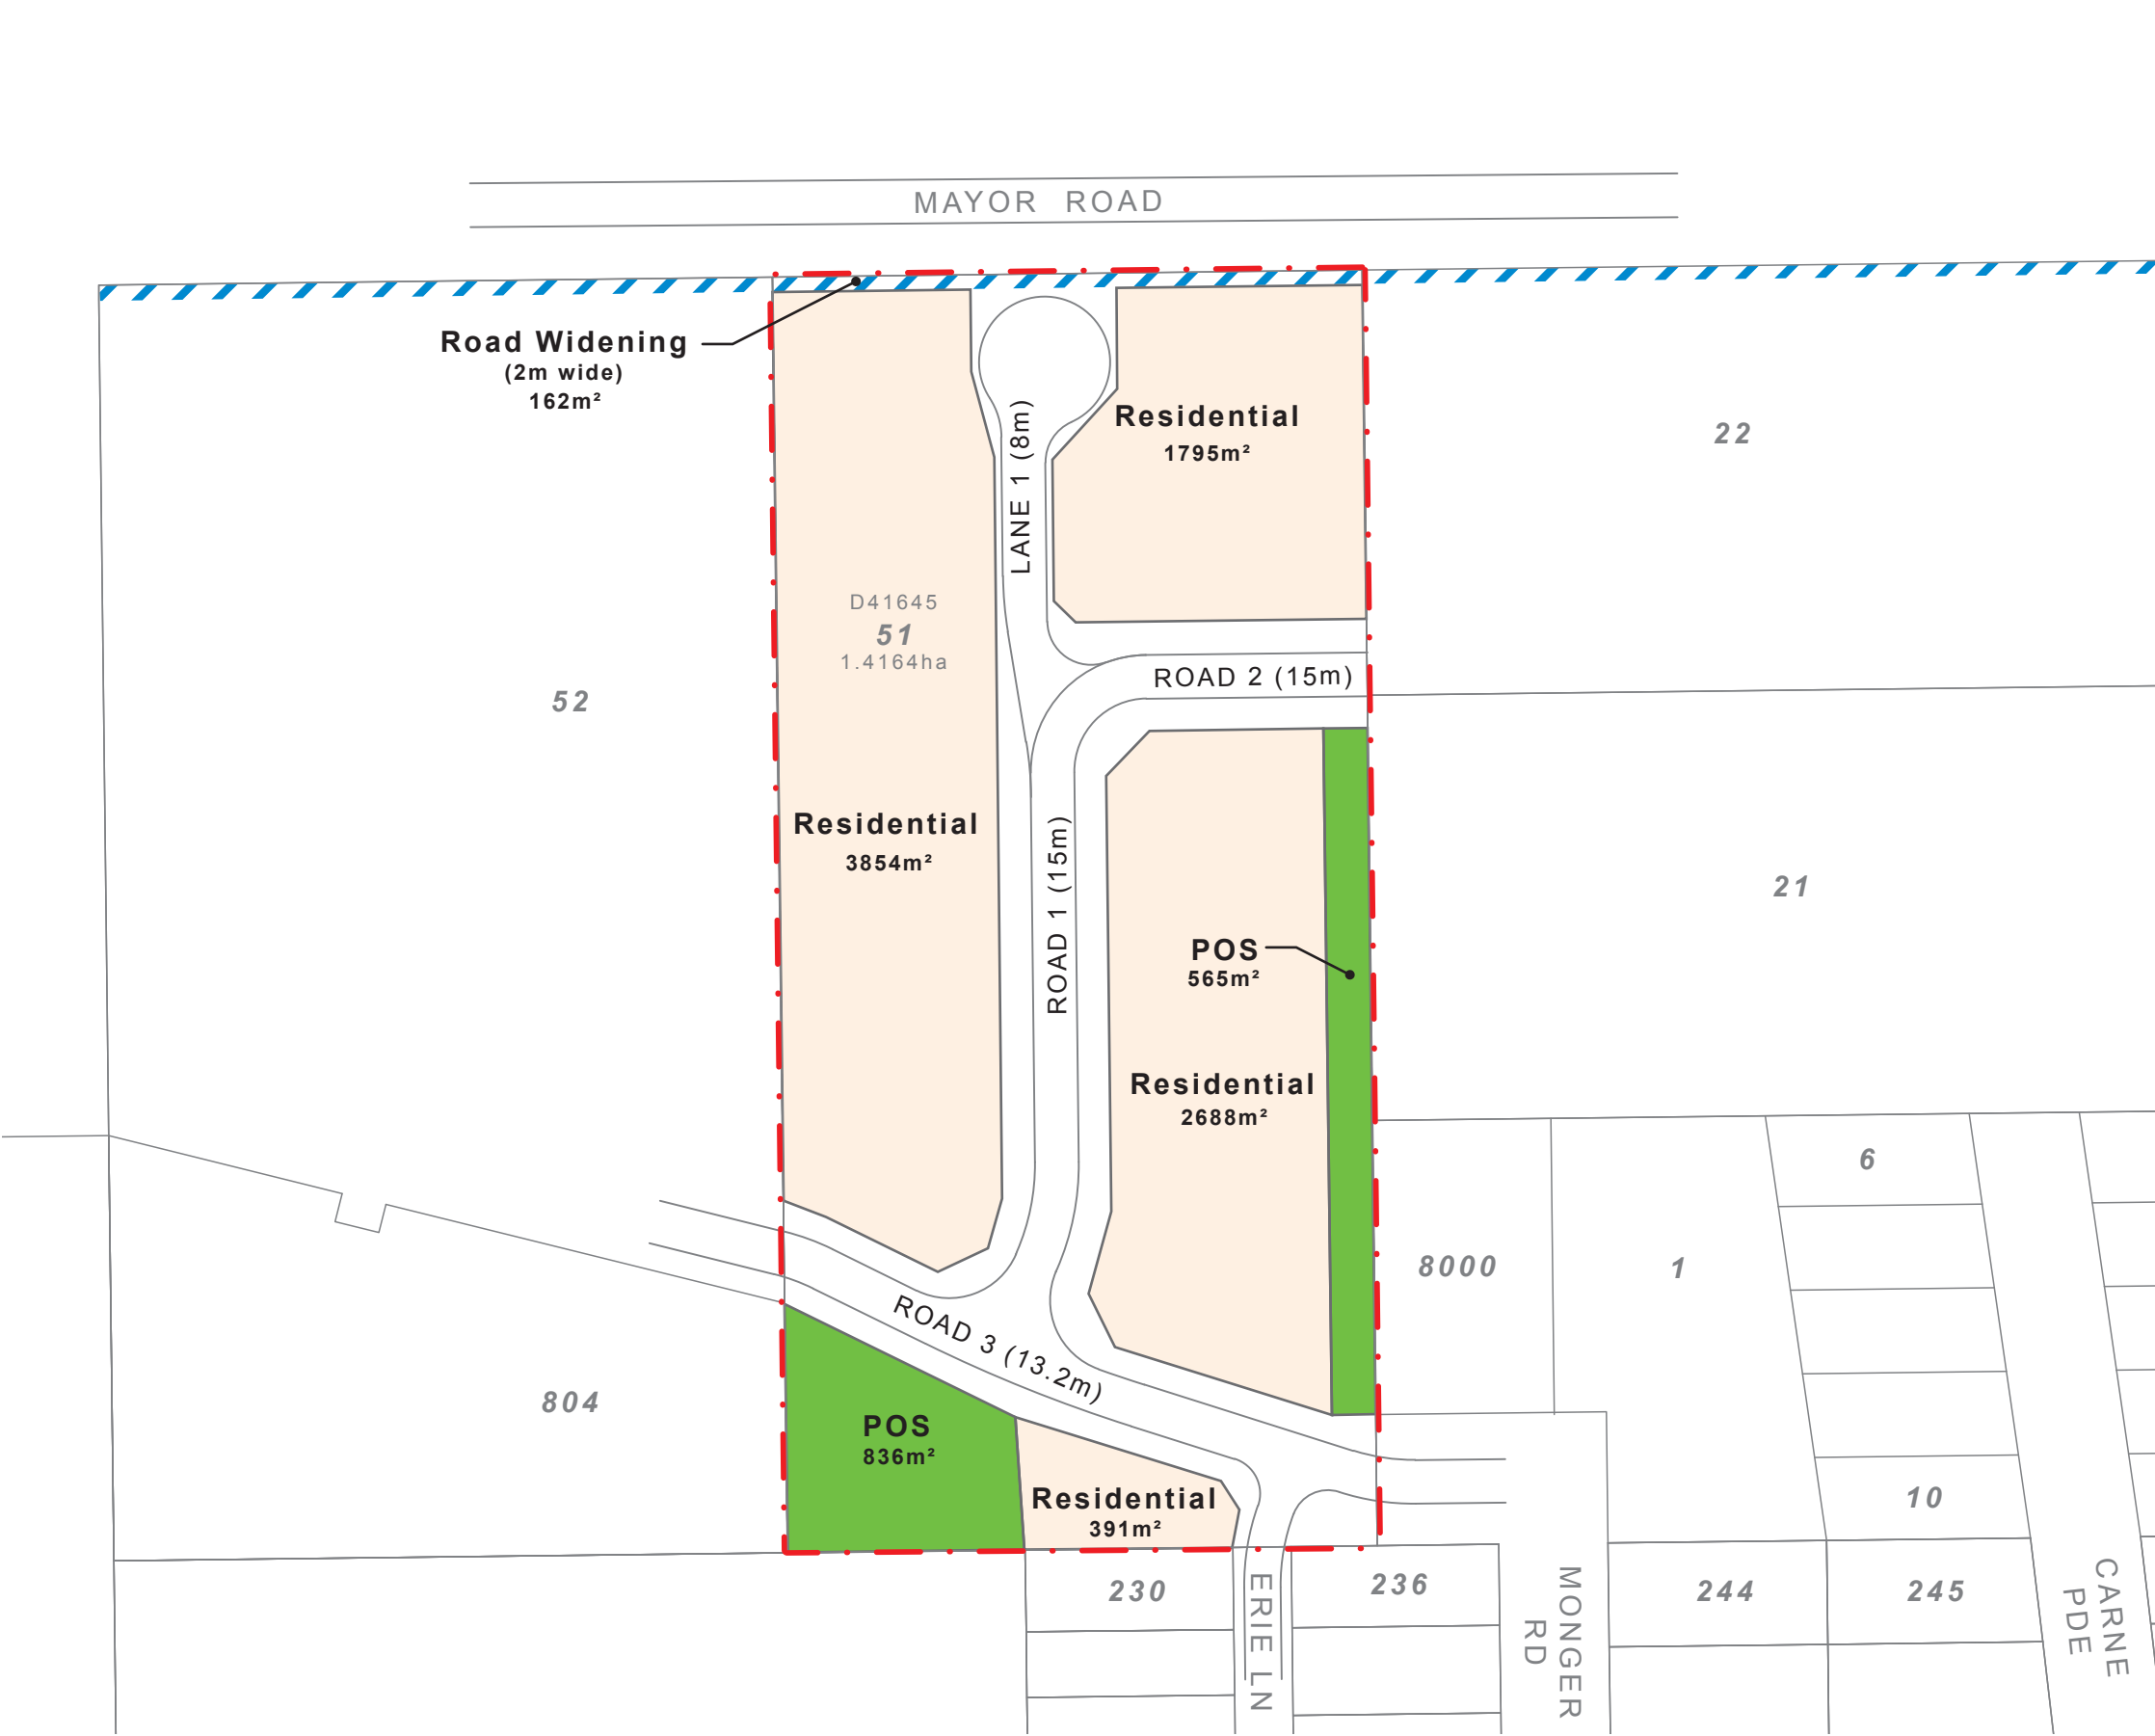 MAYOR ROAD
Road Widening
(2m wide)
162m²
Residential
1795m²
22
LANE 1 (8m)
D41645
51
1.4164ha
52
ROAD 2 (15m)
Residential
3854m²
ROAD 1 (15m)
21
POS
565m²
Residential
2688m²
6
8000
1
ROAD 3 (13.2m)
804
POS
836m²
Residential
391m²
10
230
ERIE LN
236
MONGER
RD
244
245
CARNE
PDE